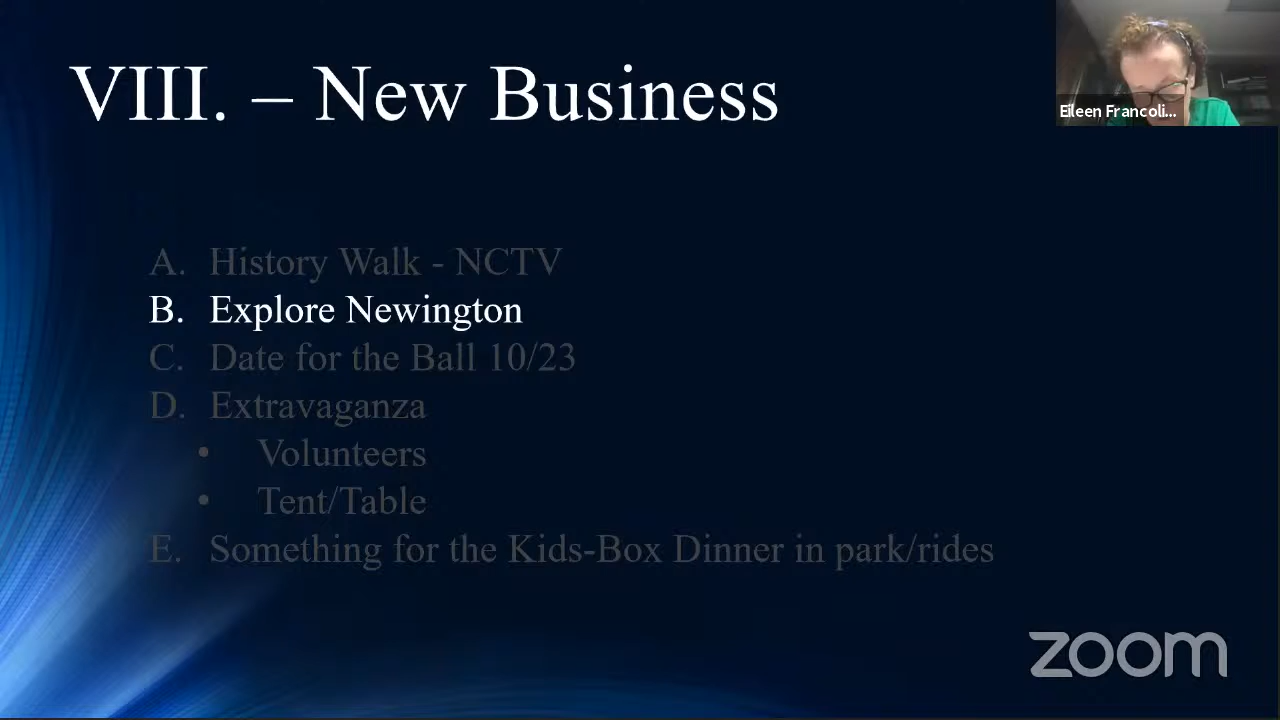 VIII. – New Business
Eileen Francoli...
A. History Walk - NCTV
B. Explore Newington
C. Date for the Ball 10/23
D. Extravaganza
• Volunteers
• Tent/Table
E. Something for the Kids-Box Dinner in park/rides
zoom